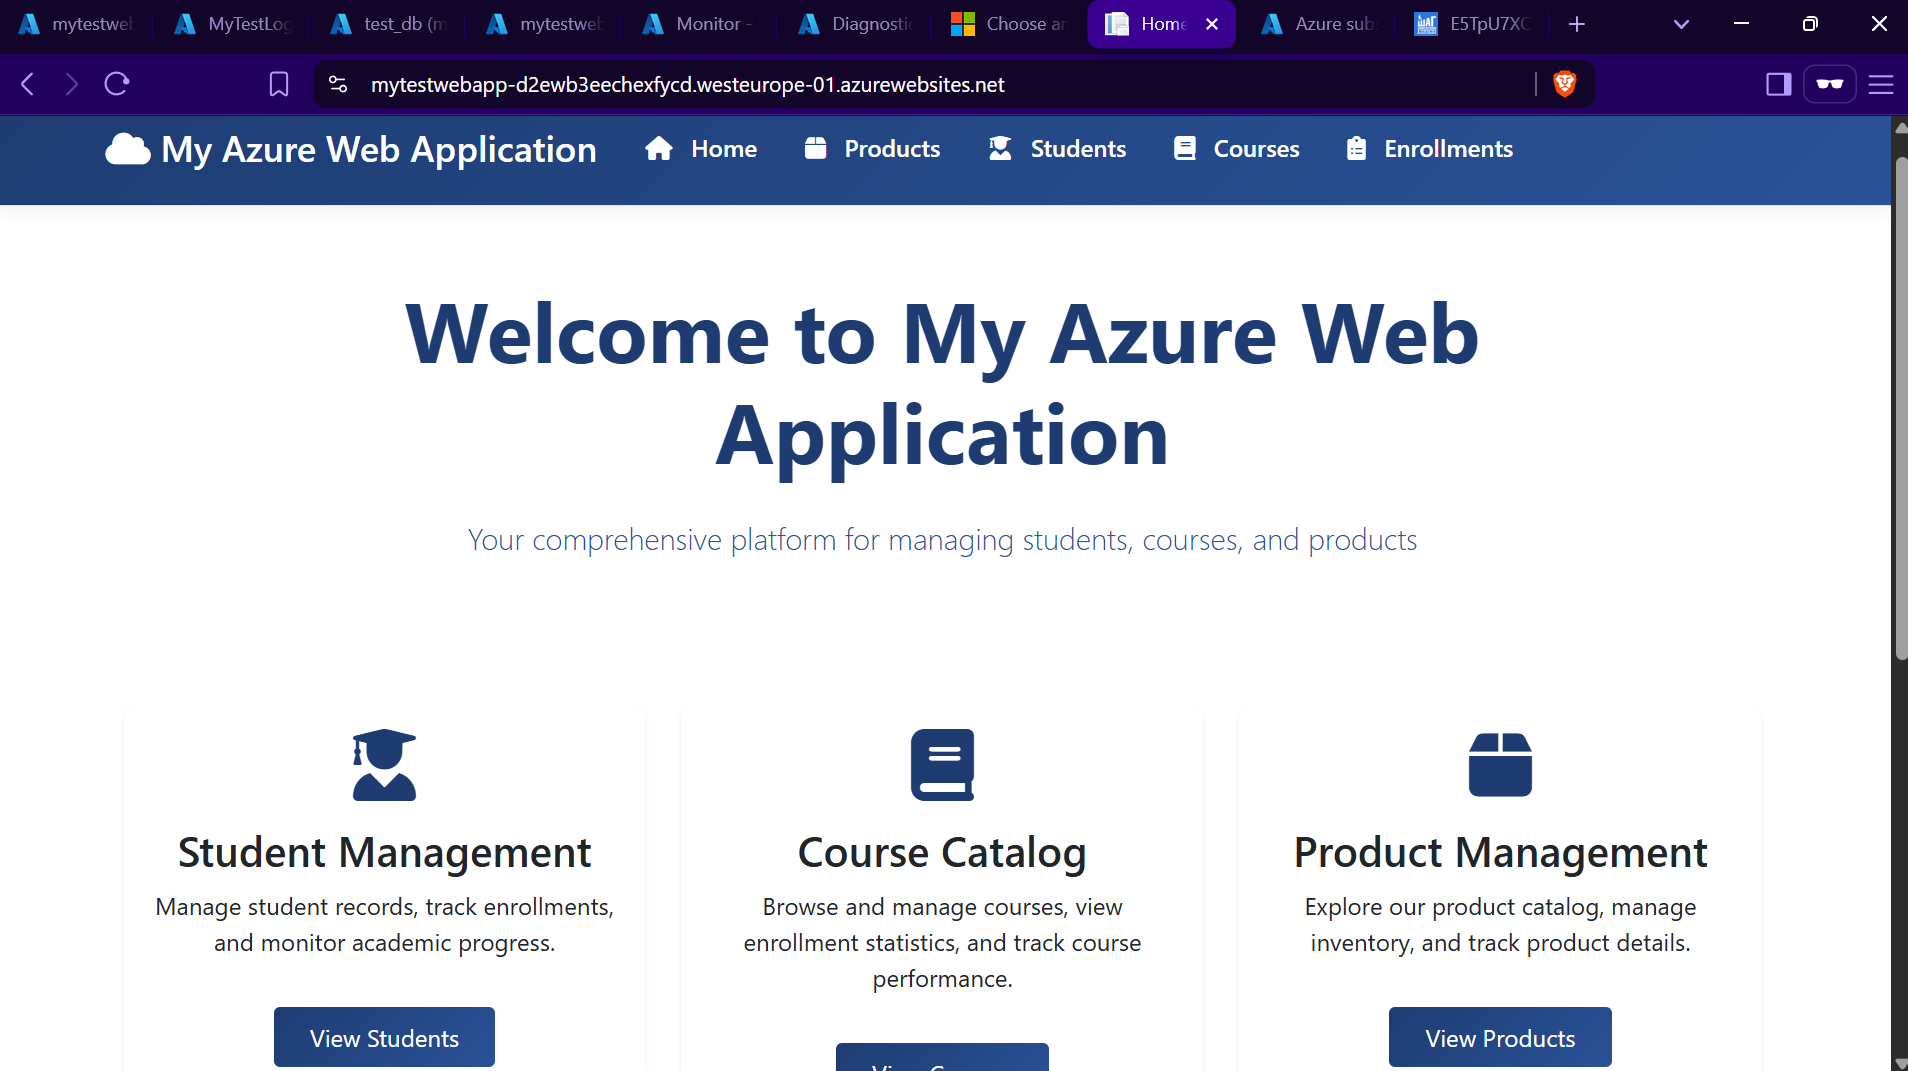 mytestweb
MyTestLog
test_db (m
mytestweb
Monitor -
Diagnostic
Choose an
Home
Azure sub
E5TpU7XC
mytestwebapp-d2ewb3eechexfycd.westeurope-01.azurewebsites.net
My Azure Web Application
Home
Products
Students
Courses
Enrollments
Welcome to My Azure Web
Application
Your comprehensive platform for managing students, courses, and products
Student Management
Manage student records, track enrollments,
and monitor academic progress.
View Students
Course Catalog
Browse and manage courses, view
enrollment statistics, and track course
performance.
Product Management
Explore our product catalog, manage
inventory, and track product details.
View Products